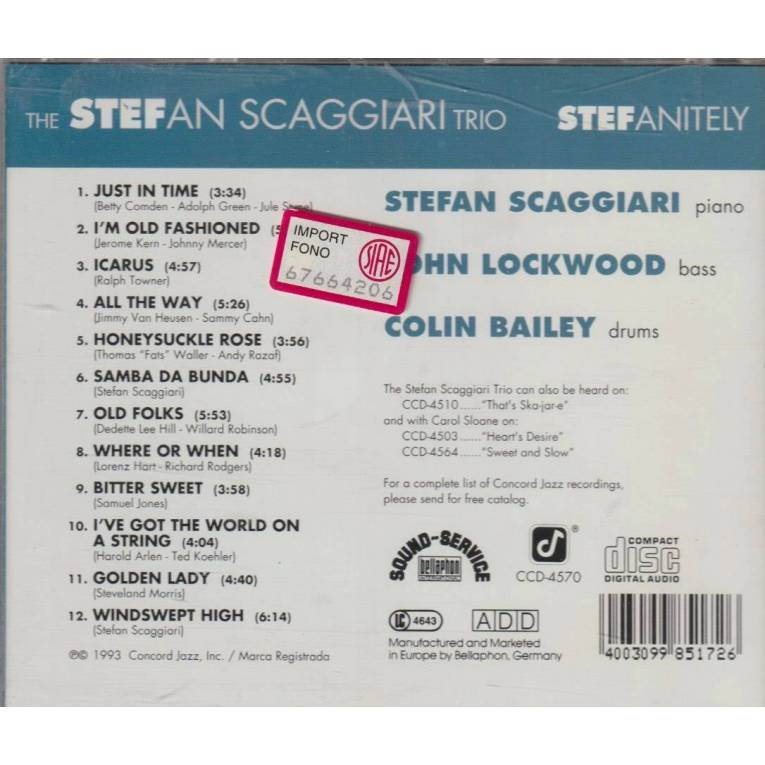 THE STEFAN SCAGGIARI TRIO STEFANITELY
1. JUST IN TIME (3:34)
(Betty Comden - Adolph Green - Jule
2. I'M OLD FASHIONED
(Jerome Kern - Johnny Mercer)
3. ICARUS (4:57)
(Ralph Towner)
4. ALL THE WAY (5:26)
(Jimmy Van Heusen - Sammy Cahn)
5. HONEYSUCKLE ROSE (3:56)
(Thomas "Fats" Waller - Andy Razaf)
6. SAMBA DA BUNDA (4:55)
(Stefan Scaggiari)
7. OLD FOLKS (5:53)
(Dedette Lee Hill - Willard Robinson)
8. WHERE OR WHEN (4:18)
(Lorenz Hart - Richard Rodgers)
9. BITTER SWEET (3:58)
(Samuel Jones)
10. I'VE GOT THE WORLD ON
A STRING (4:04)
(Harold Arlen - Ted Koehler)
11. GOLDEN LADY (4:40)
(Steveland Morris)
12. WINDSWEPT HIGH (6:14)
(Stefan Scaggiari)
℗© 1993 Concord Jazz, Inc. / Marca Registrada
IMPORT
FONO
SIAE
67664206
STEFAN SCAGGIARI piano
OHN LOCKWOOD bass
COLIN BAILEY drums
The Stefan Scaggiari Trio can also be heard on:
CCD-4510......"That's Ska-jar-e"
and with Carol Sloane on:
CCD-4503......"Heart's Desire"
CCD-4564......"Sweet and Slow"
For a complete list of Concord Jazz recordings,
please send for free catalog.
SOUND-SERVICE
bellaphon
CCD-4570
®
COMPACT
disc
DIGITAL AUDIO
LC 4643
ADD
Manufactured and Marketed
in Europe by Bellaphon, Germany
4003099 851726